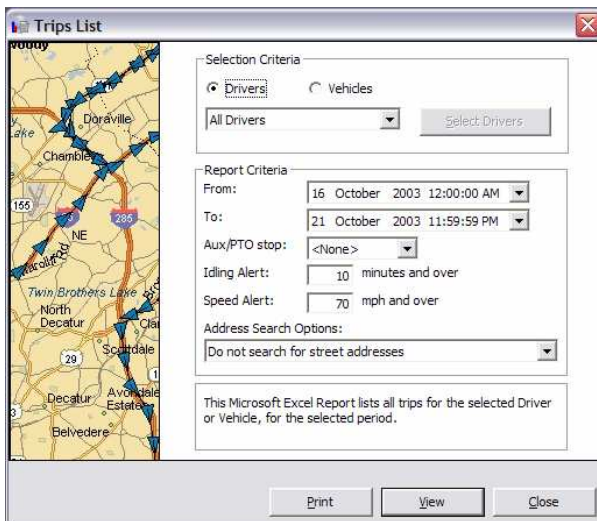 Trips List
Woody
Doraville
Lake
Chamblee
155
285
NE
Twin Brothers Lake
North
Decatur
Scottdale
29
Decatur
Avondale
Estates
Belvedere
Selection Criteria
Drivers
Vehicles
All Drivers
Select Drivers
Report Criteria
From:
16 October 2003 12:00:00 AM
To:
21 October 2003 11:59:59 PM
Aux/PTO stop:
<None>
Idling Alert:
10 minutes and over
Speed Alert:
70 mph and over
Address Search Options:
Do not search for street addresses
This Microsoft Excel Report lists all trips for the selected Driver
or Vehicle, for the selected period.
Print
View
Close